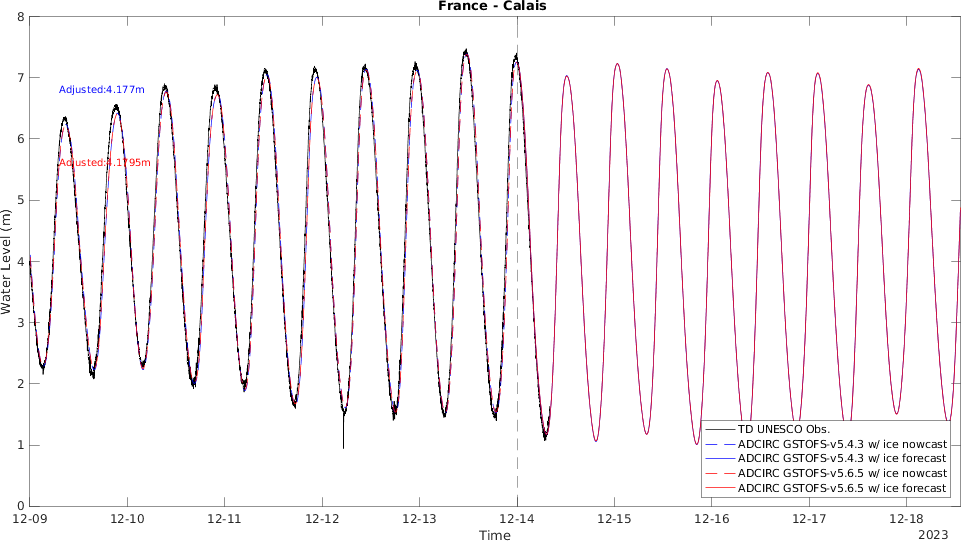 France - Calais
8
7
6
5
4
3
2
1
0
Water Level (m)
Adjusted:4.177m
Adjusted:4.1795m
TD UNESCO Obs.
ADCIRC GSTOFS-v5.4.3 w/ ice nowcast
ADCIRC GSTOFS-v5.4.3 w/ ice forecast
ADCIRC GSTOFS-v5.6.5 w/ ice nowcast
ADCIRC GSTOFS-v5.6.5 w/ ice forecast
12-09 12-10 12-11 12-12 12-13 12-14 12-15 12-16 12-17 12-18
Time
2023